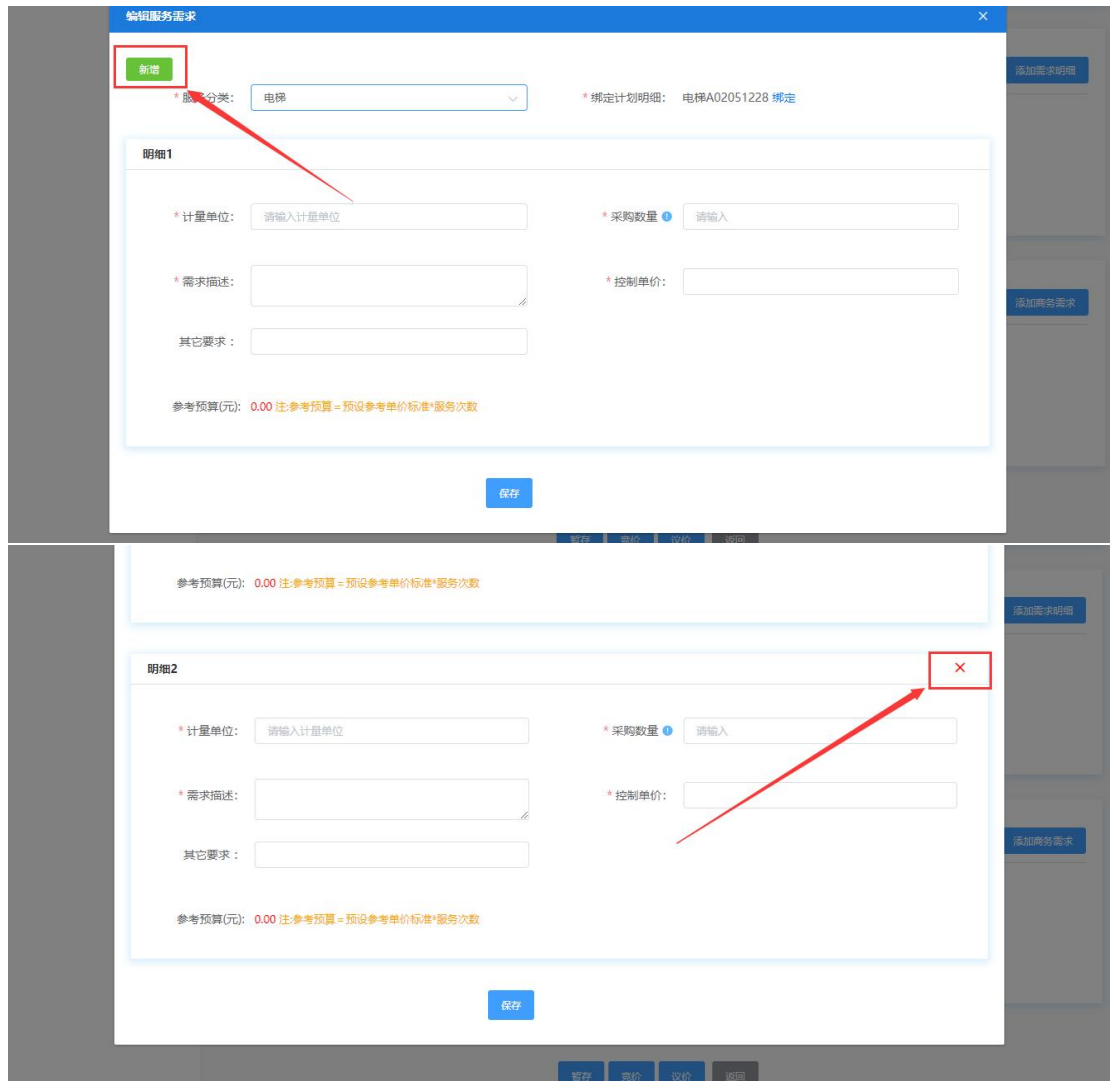 编辑服务需求
新增
添加需求明细
*服务分类： 电梯 *绑定计划明细： 电梯A02051228 绑定
明细1
*计量单位： 请输入计量单位 *采购数量 请输入
*需求描述： *控制单价：
添加商务需求
其它要求：
参考预算(元): 0.00 注:参考预算=预设参考单价标准*服务次数
保存
暂存 竞价 议价 返回
参考预算(元): 0.00 注:参考预算=预设参考单价标准*服务次数
添加需求明细
明细2
*计量单位： 请输入计量单位 *采购数量 请输入
*需求描述： *控制单价：
添加商务需求
其它要求：
参考预算(元): 0.00 注:参考预算=预设参考单价标准*服务次数
保存
暂存 竞价 议价 返回